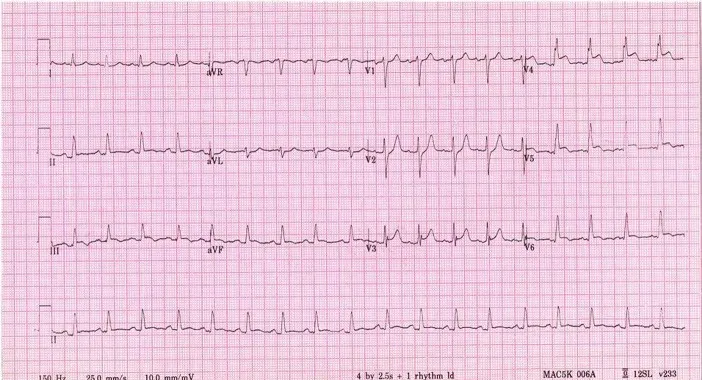 I aVR V1 V4
II aVL V2 V5
III aVF V3 V6
II
150 Hz 25.0 mm/s 10.0 mm/mV 4 by 2.5s + 1 rhythm ld MAC5K 006A 12SL v233